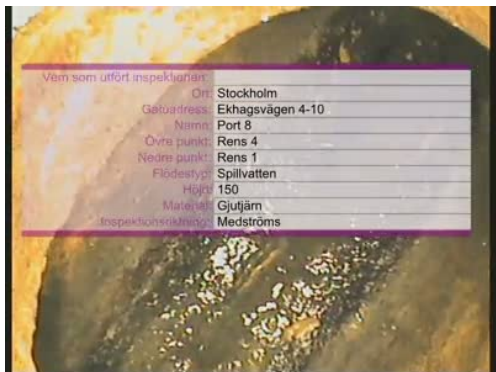 Vem som utfört inspektionen:
Ort: Stockholm
Gatuadress: Ekhagsvägen 4-10
Namn: Port 8
Övre punkt: Rens 4
Nedre punkt: Rens 1
Flödestyp: Spillvatten
Höjd: 150
Material: Gjutjärn
Inspektionsriktning: Medströms